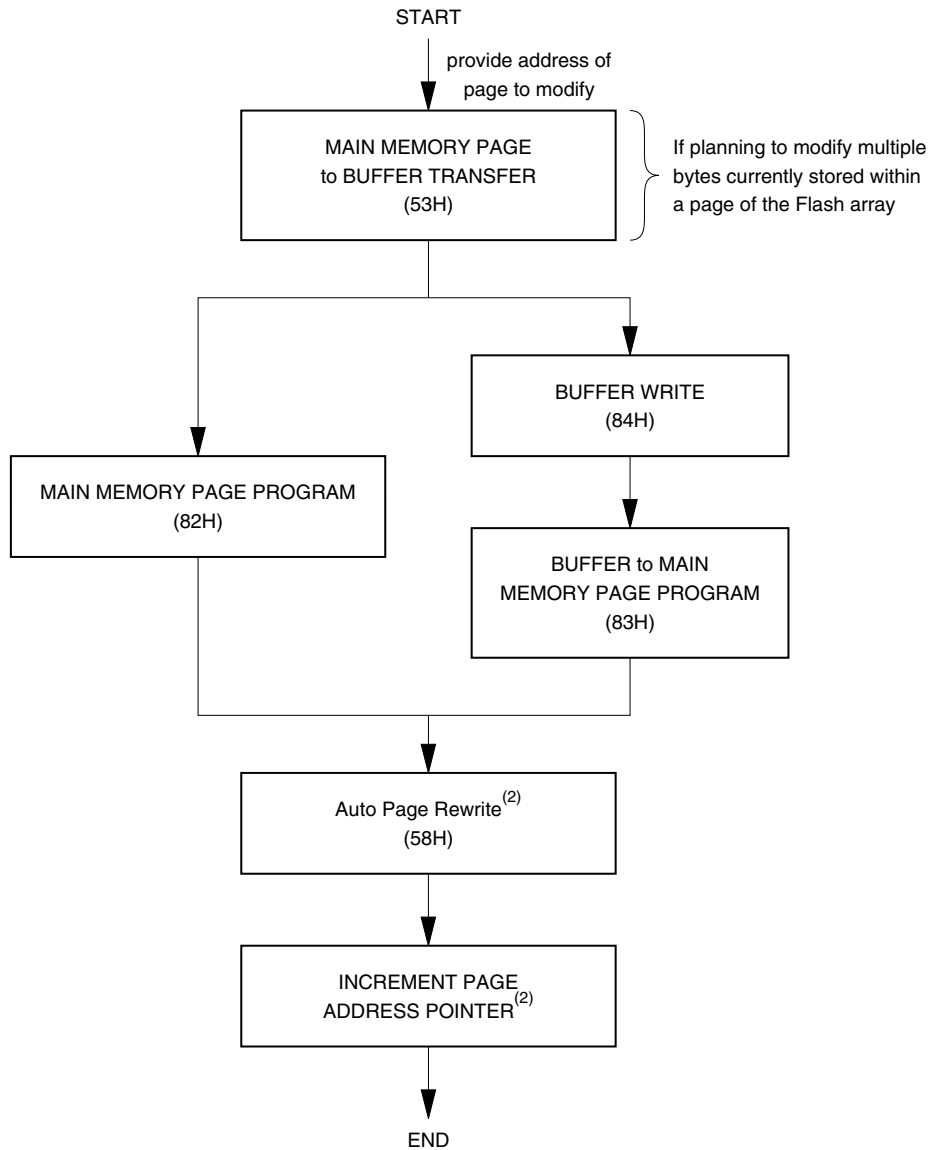 START
provide address of
page to modify
MAIN MEMORY PAGE
to BUFFER TRANSFER
(53H)
If planning to modify multiple
bytes currently stored within
a page of the Flash array
BUFFER WRITE
(84H)
MAIN MEMORY PAGE PROGRAM
(82H)
BUFFER to MAIN
MEMORY PAGE PROGRAM
(83H)
Auto Page Rewrite(2)
(58H)
INCREMENT PAGE
ADDRESS POINTER(2)
END